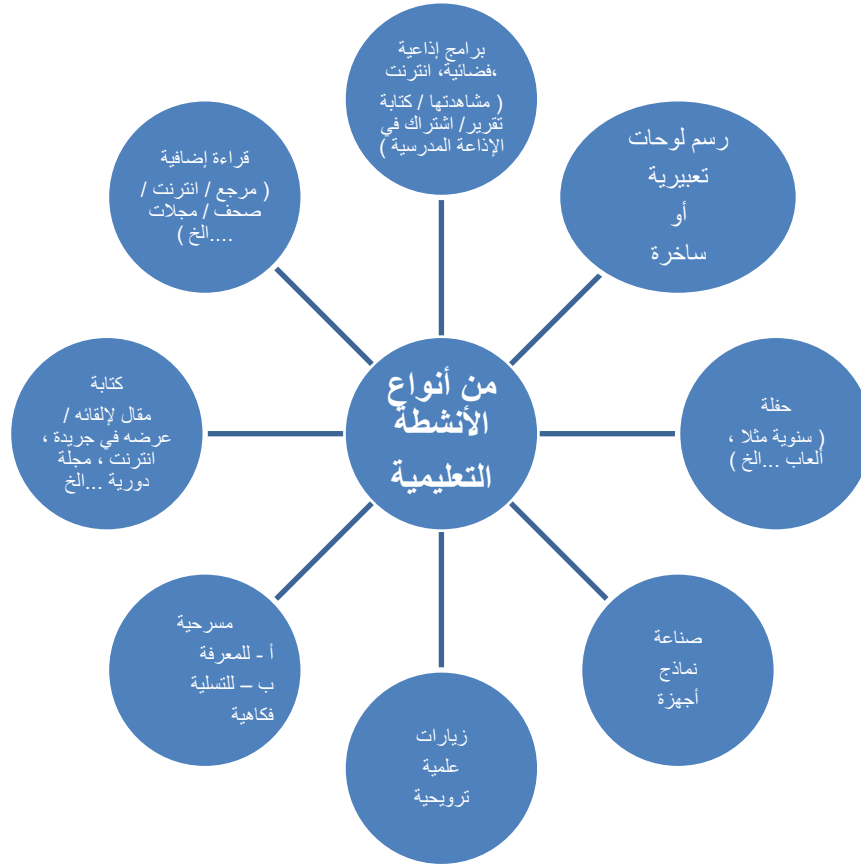 من أنواع
الأنشطة
التعليمية
برامج إذاعية
،فضائية، انترنت
( مشاهدتها / كتابة
تقرير/ اشتراك في
الإذاعة المدرسية )
رسم لوحات
تعبيرية
أو
ساخرة
حفلة
( سنوية مثلا ،
ألعاب ...الخ )
صناعة
نماذج
أجهزة
زيارات
علمية
ترويحية
مسرحية
أ - للمعرفة
ب – للتسلية
فكاهية
كتابة
مقال لإلقائه /
عرضه في جريدة ،
انترنت ، مجلة
دورية ...الخ
قراءة إضافية
( مرجع / انترنت /
صحف / مجلات
....الخ )